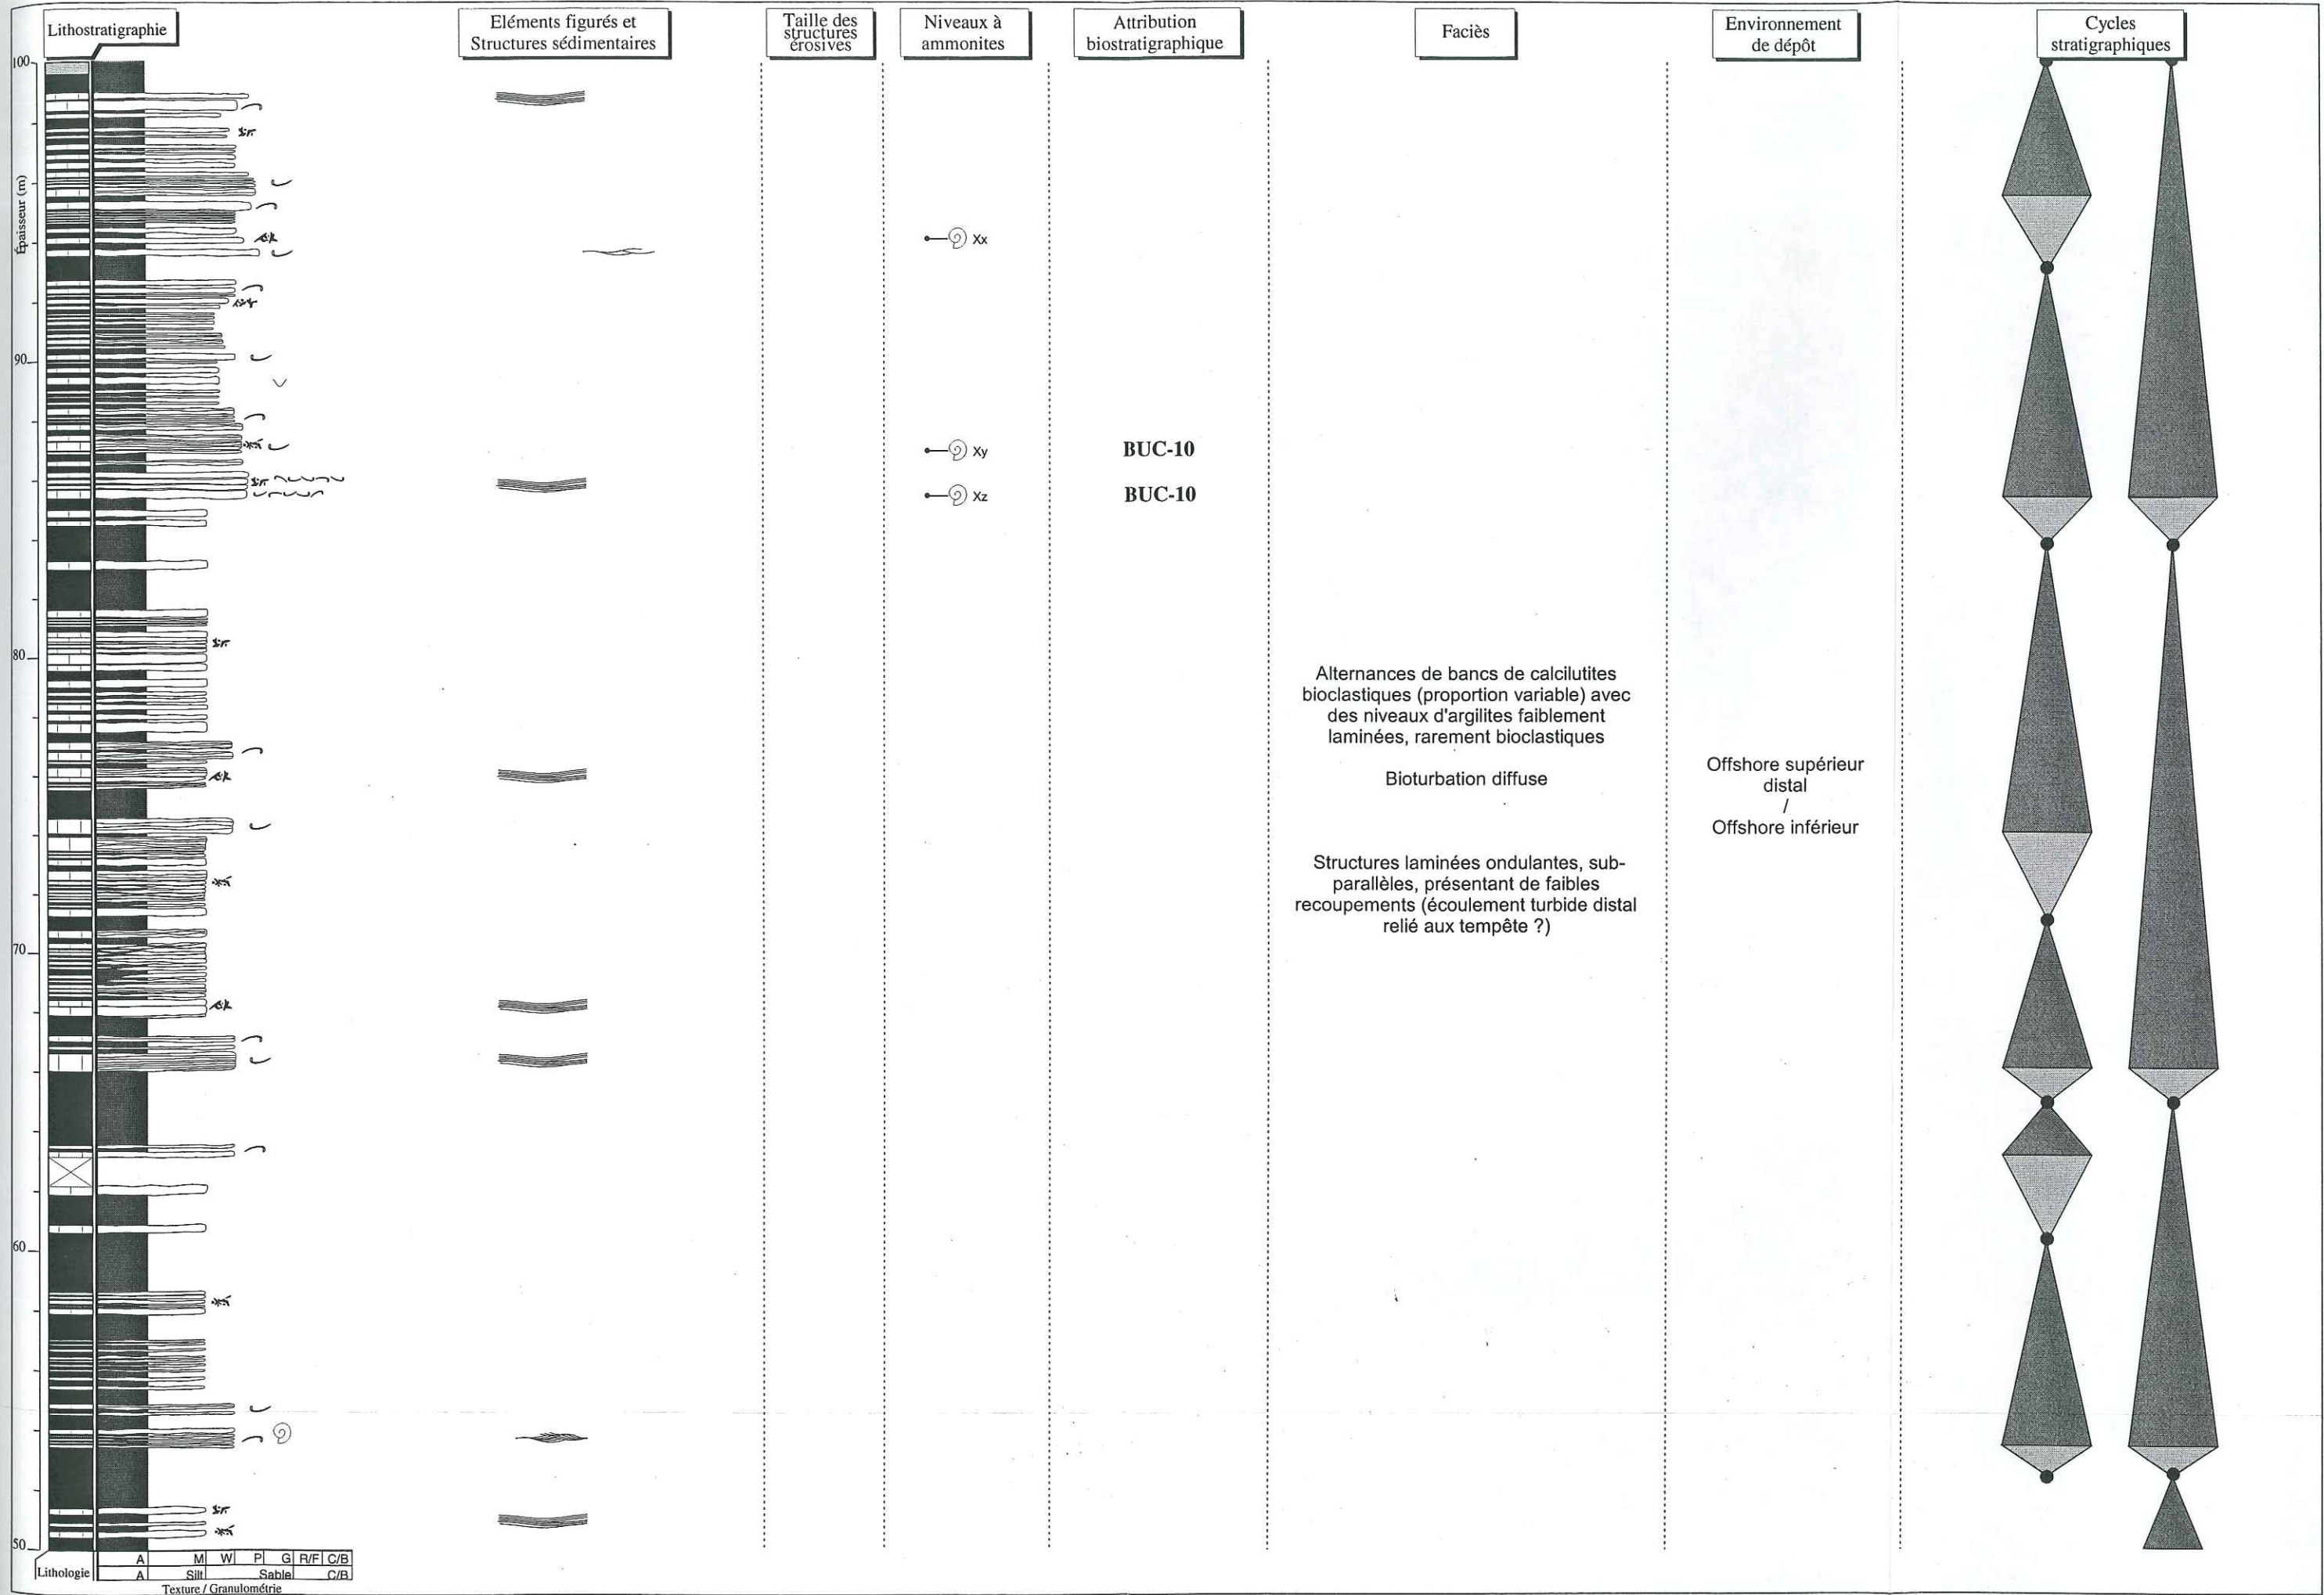 Lithostratigraphie
Eléments figurés et
Structures sédimentaires
Taille des
structures
érosives
Niveaux à
ammonites
Attribution
biostratigraphique
Faciès
Environnement
de dépôt
Cycles
stratigraphiques
100
Épaisseur (m)
Xx
90
Xy
BUC-10
Xz
BUC-10
80
Alternances de bancs de calcilutites
bioclastiques (proportion variable) avec
des niveaux d'argilites faiblement
laminées, rarement bioclastiques
Bioturbation diffuse
Offshore supérieur
distal
/
Offshore inférieur
Structures laminées ondulantes, sub-
parallèles, présentant de faibles
recoupements (écoulement turbide distal
relié aux tempête ?)
70
60
50
Lithologie
A M W P G R/F C/B
A Silt Sable C/B
Texture / Granulométrie